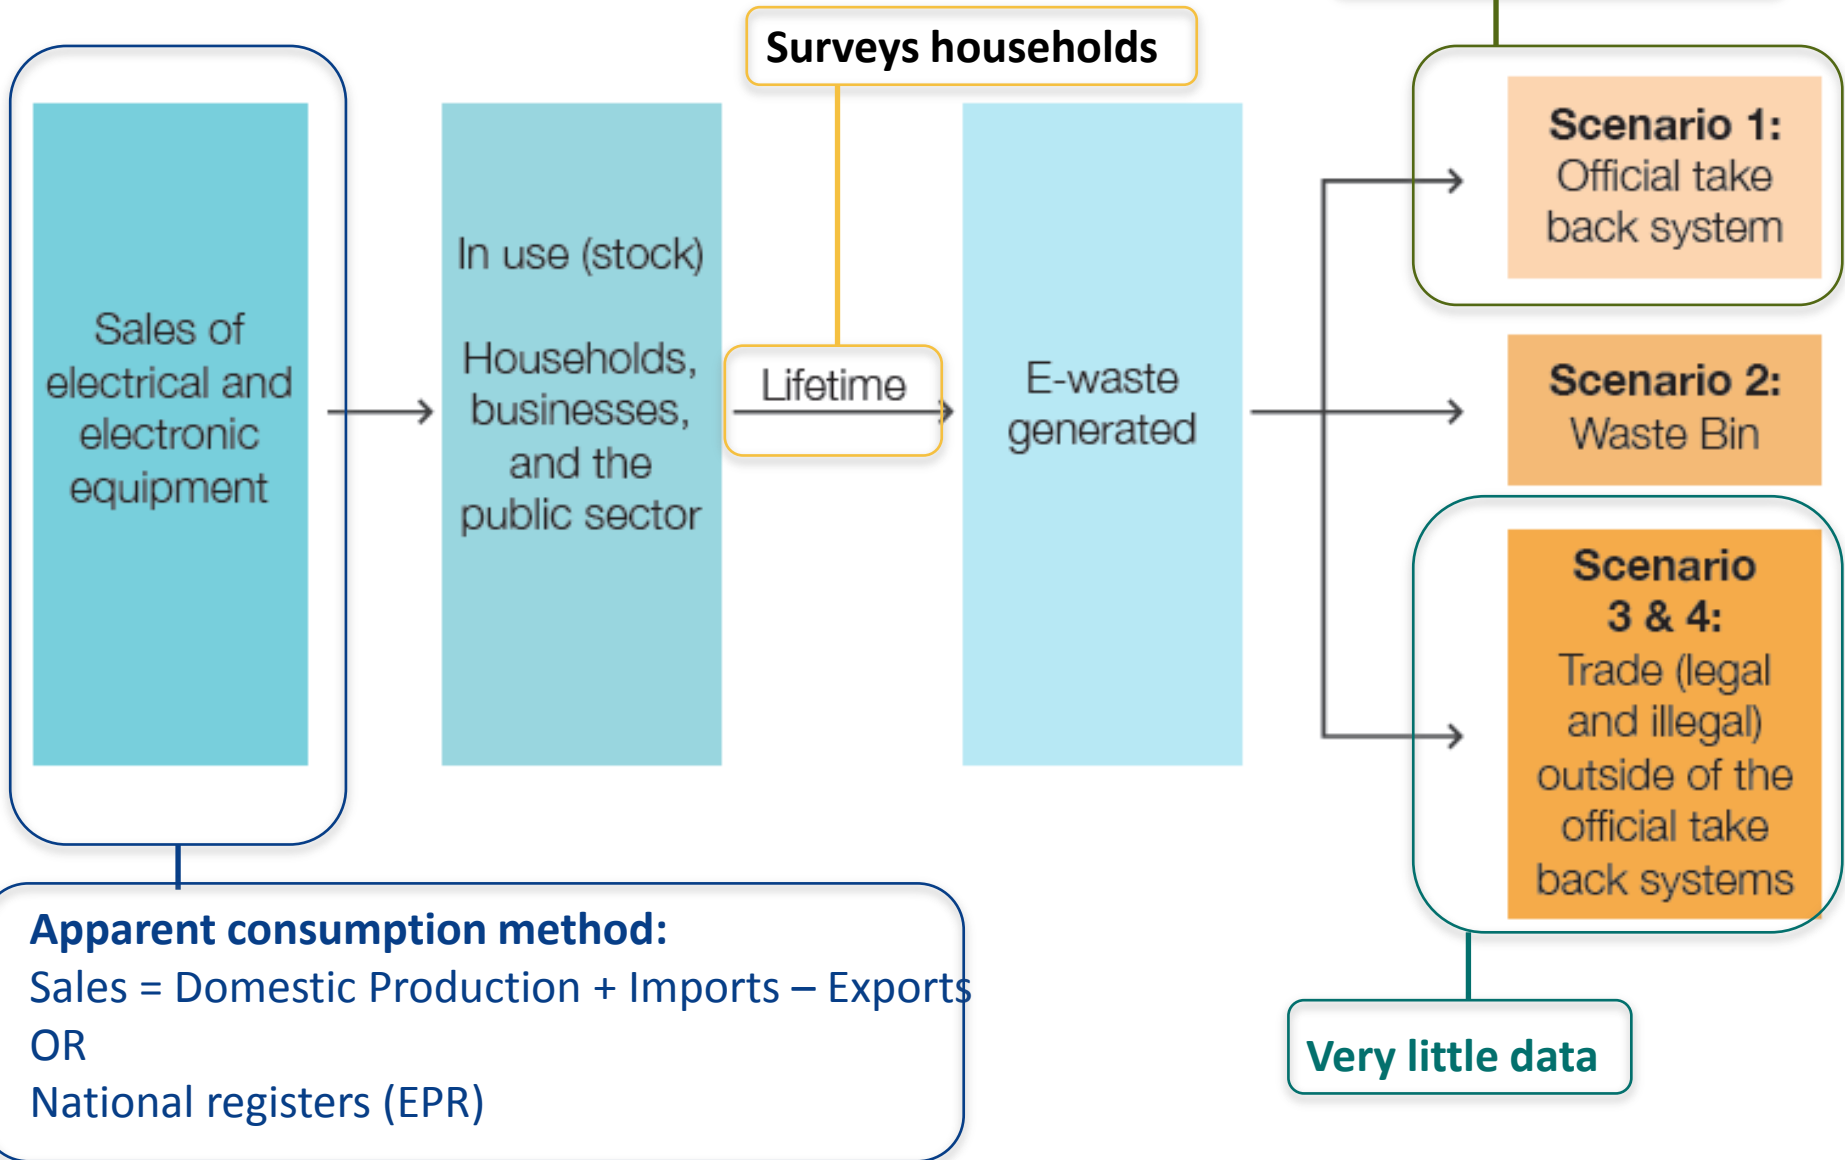 Surveys households
Sales of
electrical and
electronic
equipment
In use (stock)
Households,
businesses,
and the
public sector
Lifetime
E-waste
generated
Scenario 1:
Official take
back system
Scenario 2:
Waste Bin
Scenario
3 & 4:
Trade (legal
and illegal)
outside of the
official take
back systems
Apparent consumption method:
Sales = Domestic Production + Imports – Exports
OR
National registers (EPR)
Very little data